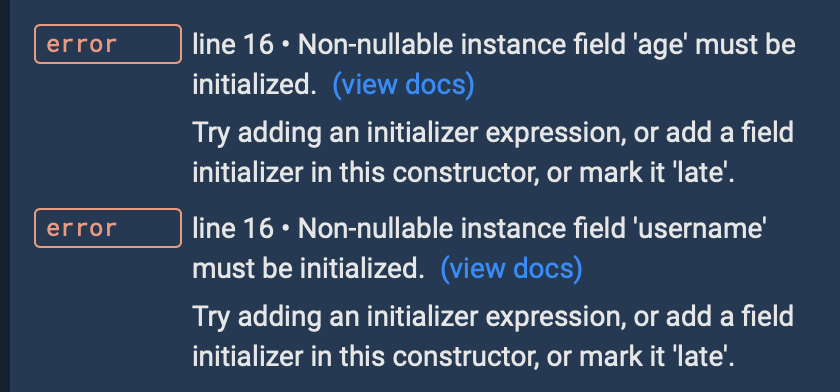 error line 16 • Non-nullable instance field 'age' must be
initialized. (view docs)
Try adding an initializer expression, or add a field
initializer in this constructor, or mark it 'late'.
error line 16 • Non-nullable instance field 'username'
must be initialized. (view docs)
Try adding an initializer expression, or add a field
initializer in this constructor, or mark it 'late'.